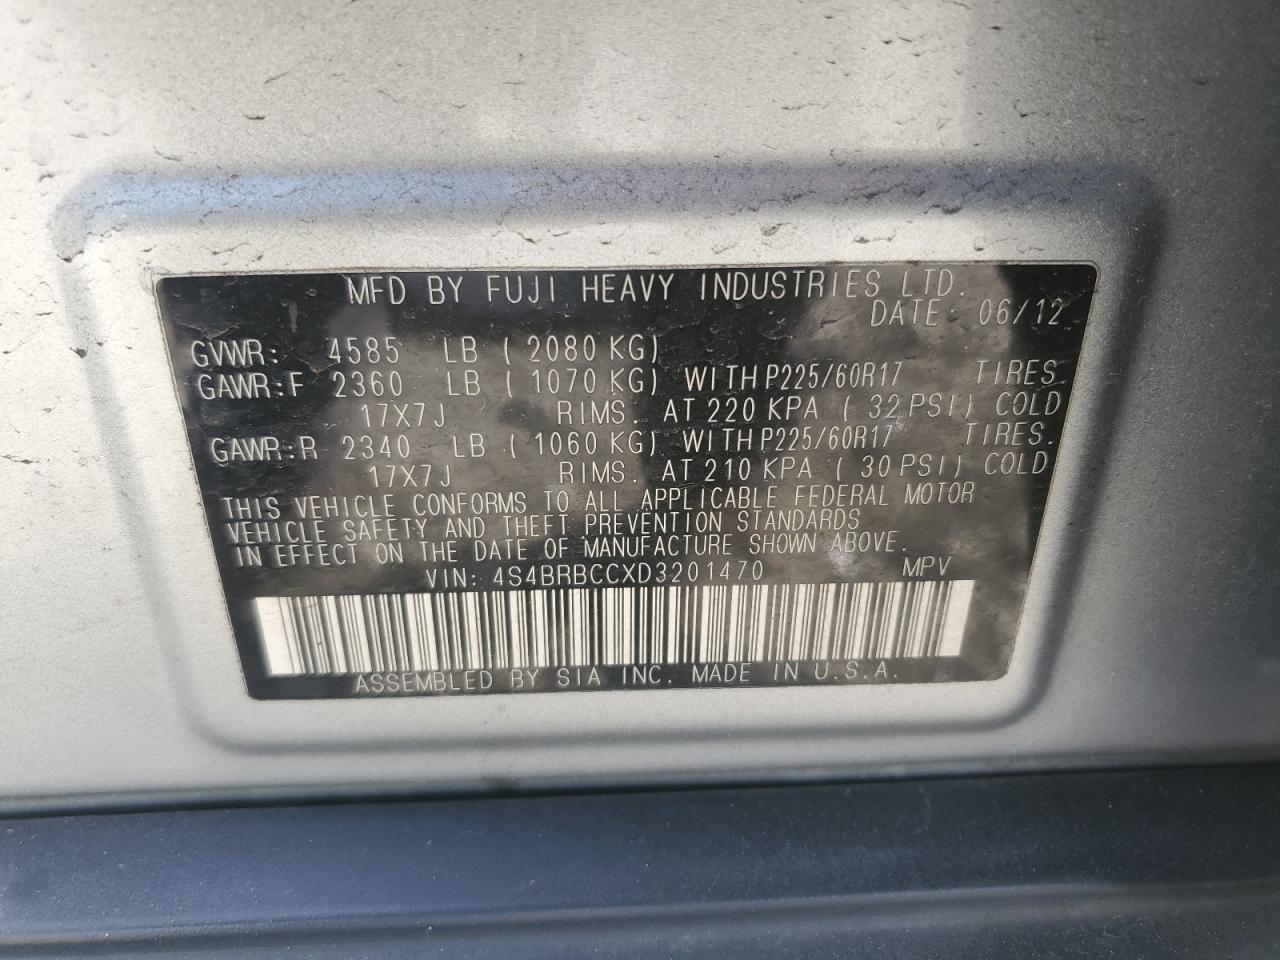 MFD BY FUJI HEAVY INDUSTRIES LTD.
DATE 06/12
GVWR: 4585 LB ( 2080 KG)
GAWR:F 2360 LB ( 1070 KG) WITH P225/60R17 TIRES
17X7J RIMS. AT 220 KPA ( 32 PSI) COLD
GAWR:R 2340 LB ( 1060 KG) WITH P225/60R17 TIRES.
17X7J RIMS. AT 210 KPA ( 30 PSI) COLD
THIS VEHICLE CONFORMS TO ALL APPLICABLE FEDERAL MOTOR
VEHICLE SAFETY AND THEFT PREVENTION STANDARDS
IN EFFECT ON THE DATE OF MANUFACTURE SHOWN ABOVE.
VIN: 4S4BRBCCXD3201470 MPV
ASSEMBLED BY SIA INC. MADE IN U.S.A.